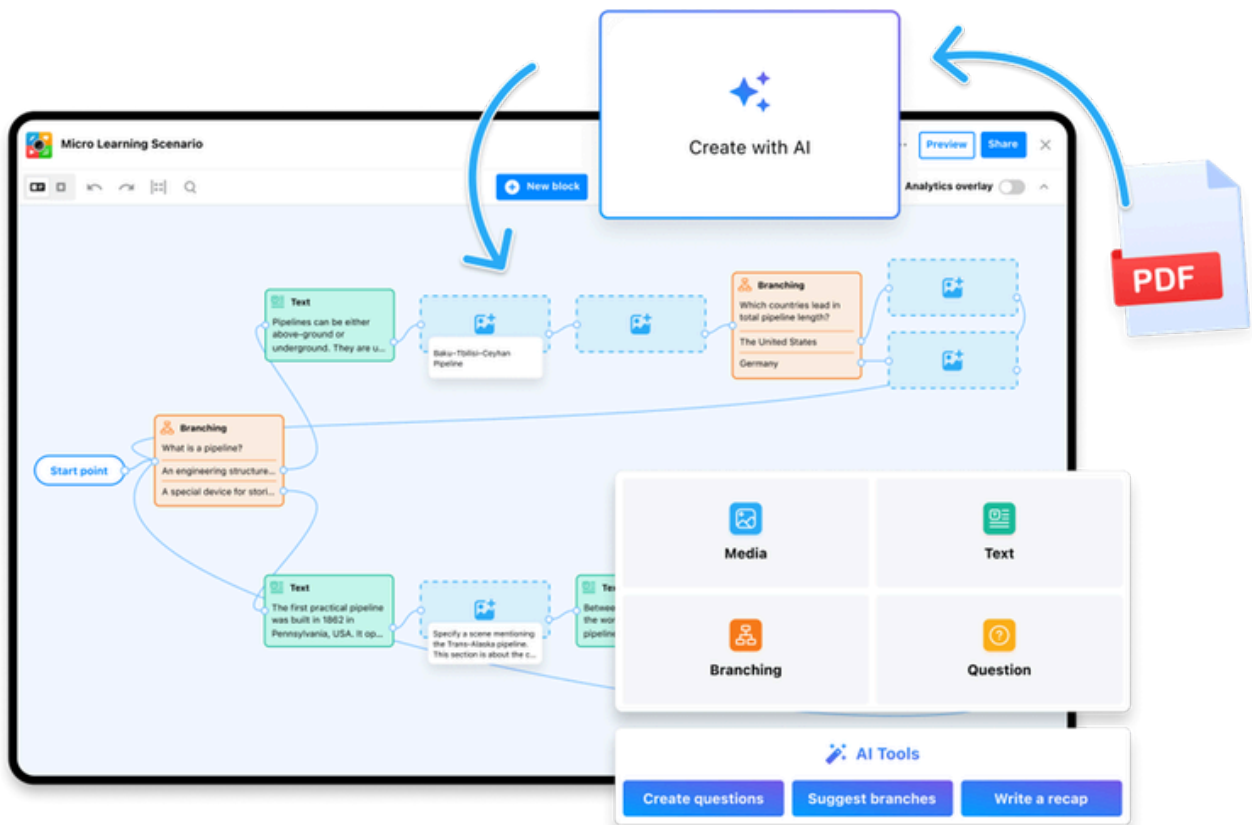 Create with AI
Micro Learning Scenario
Preview
Share
New block
Analytics overlay
PDF
Text
Pipelines can be either
above-ground or
underground. They are u...
Baku-Tbilisi-Ceyhan
Pipeline
Branching
Which countries lead in
total pipeline length?
The United States
Germany
Branching
What is a pipeline?
An engineering structure...
A special device for stori...
Start point
Text
The first practical pipeline
was built in 1862 in
Pennsylvania, USA. It op...
Specify a scene mentioning
the Trans-Alaska pipeline.
This section is about the c...
Media
Text
Branching
Question
AI Tools
Create questions
Suggest branches
Write a recap